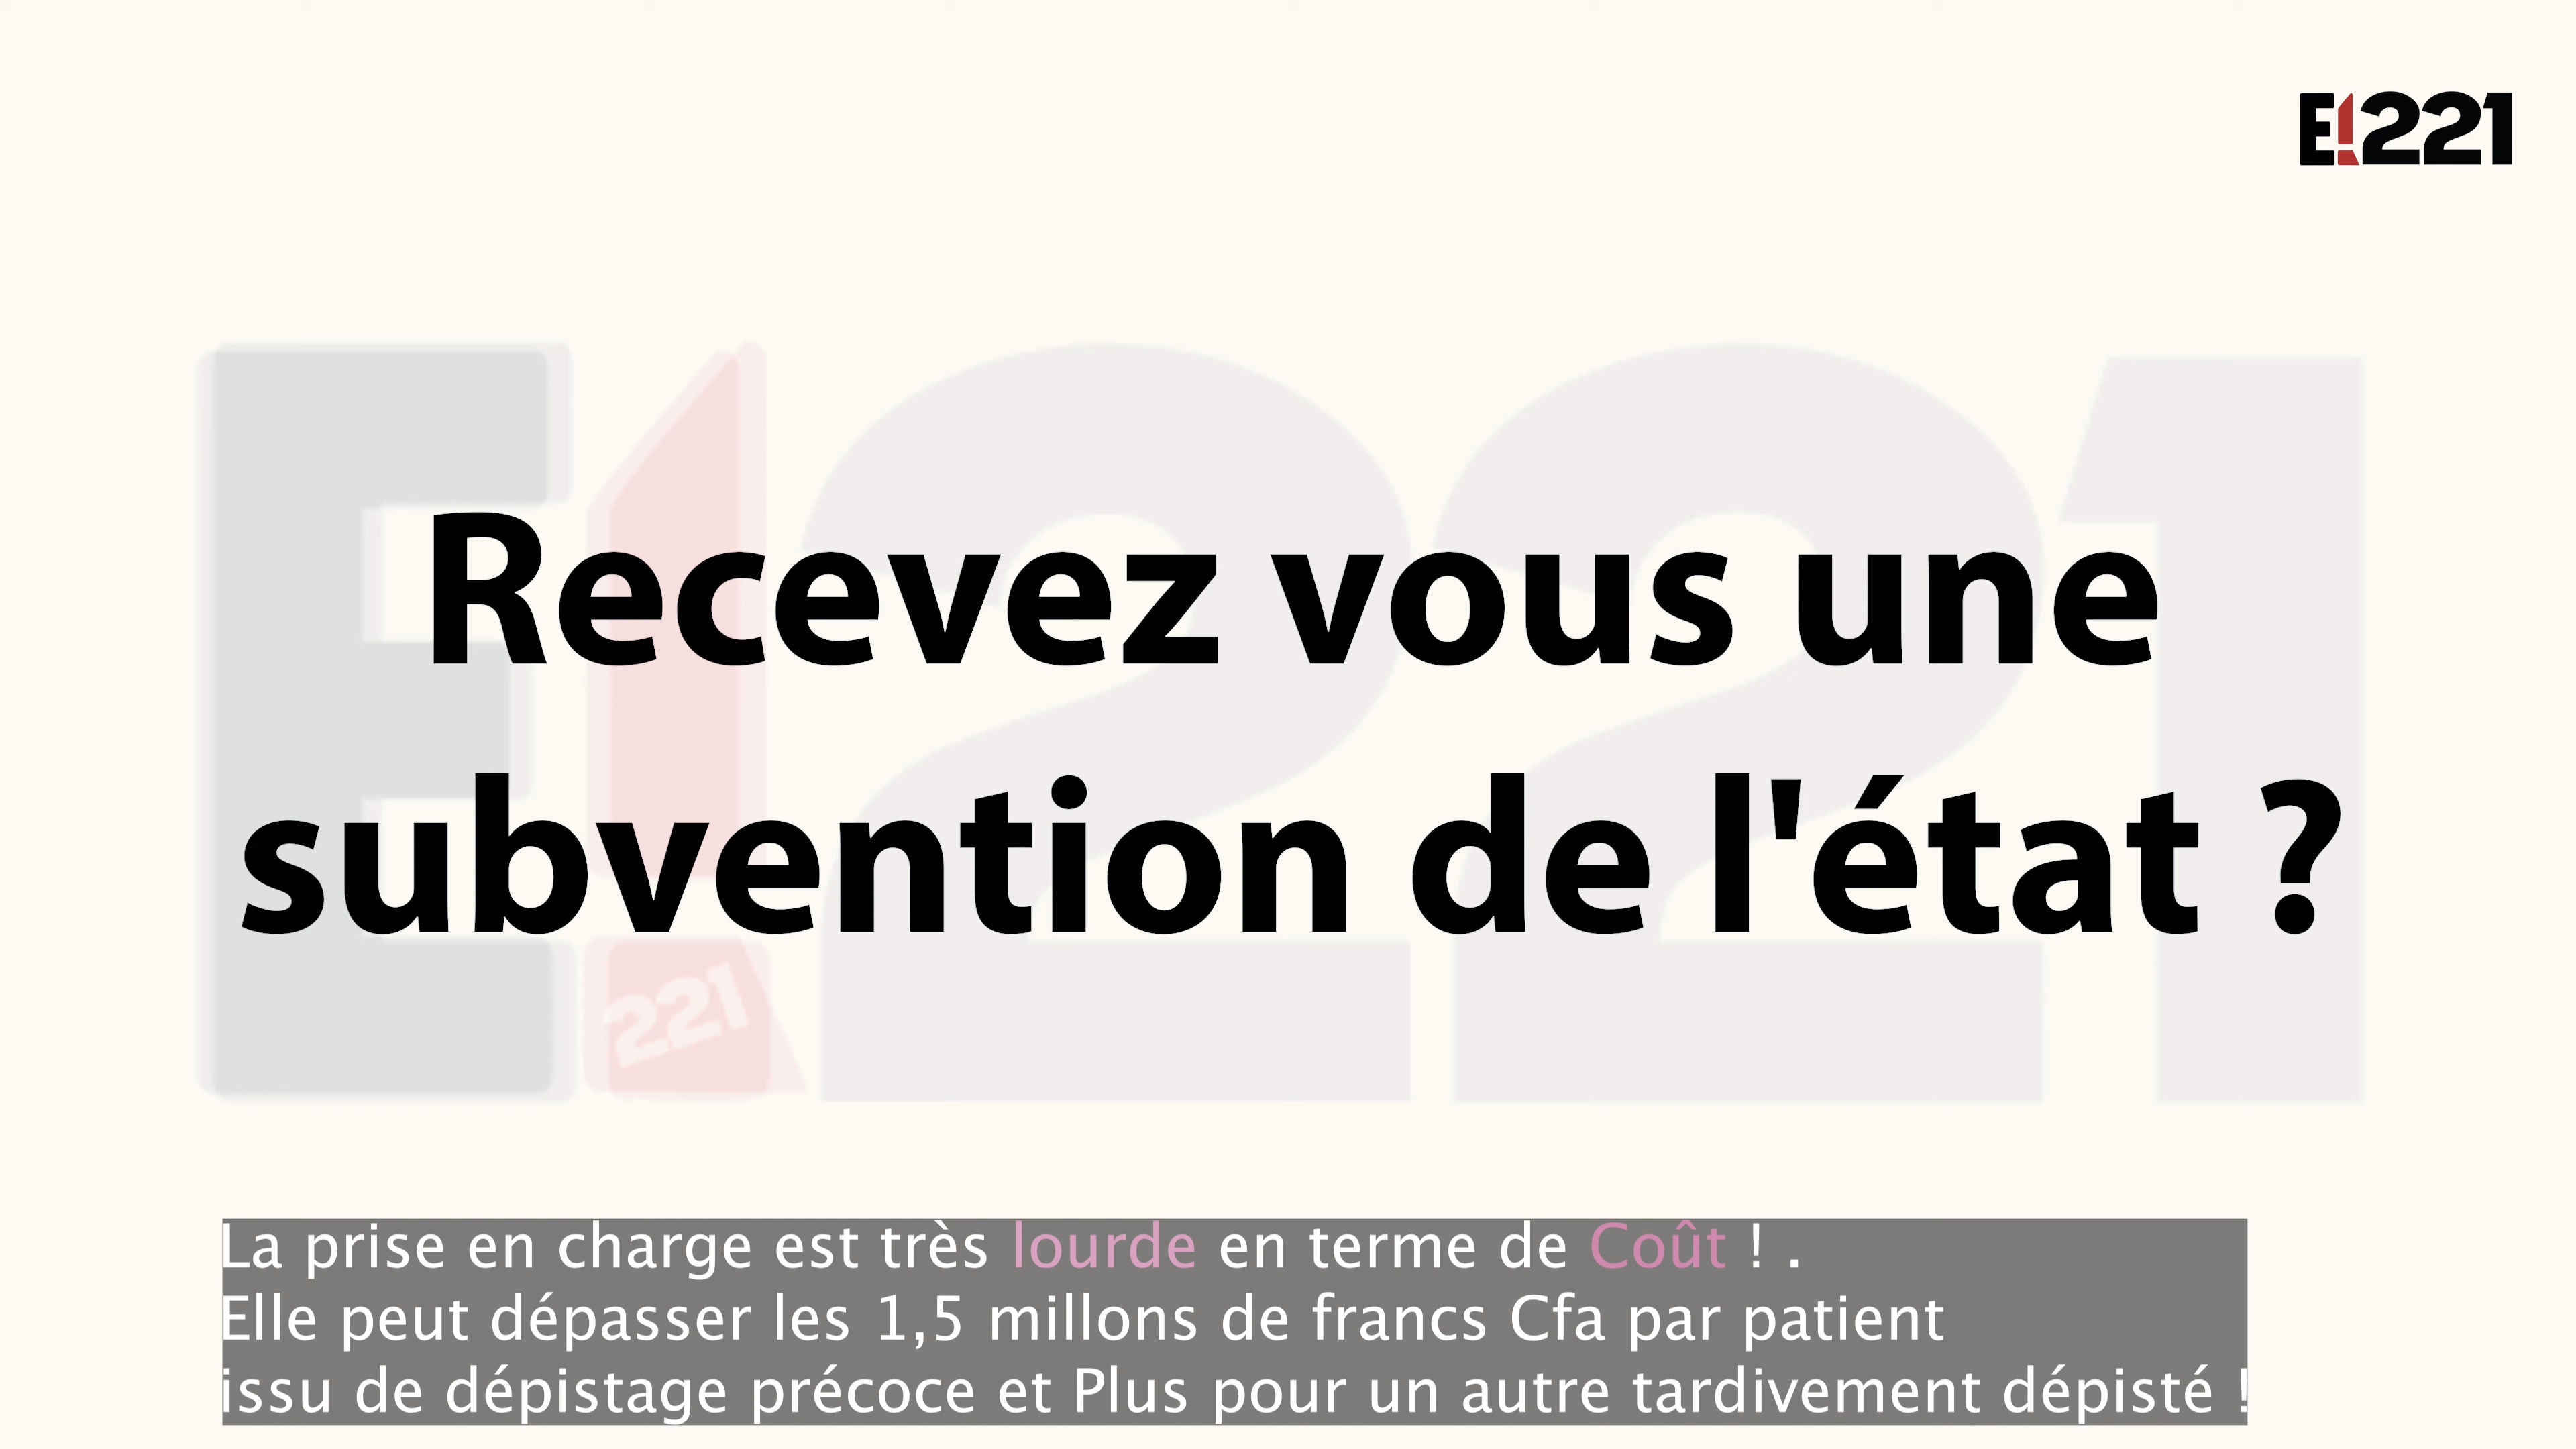 E!221
Recevez vous une
subvention de l'état ?
221
La prise en charge est très lourde en terme de Coût ! .
Elle peut dépasser les 1,5 millons de francs Cfa par patient
issu de dépistage précoce et Plus pour un autre tardivement dépisté !